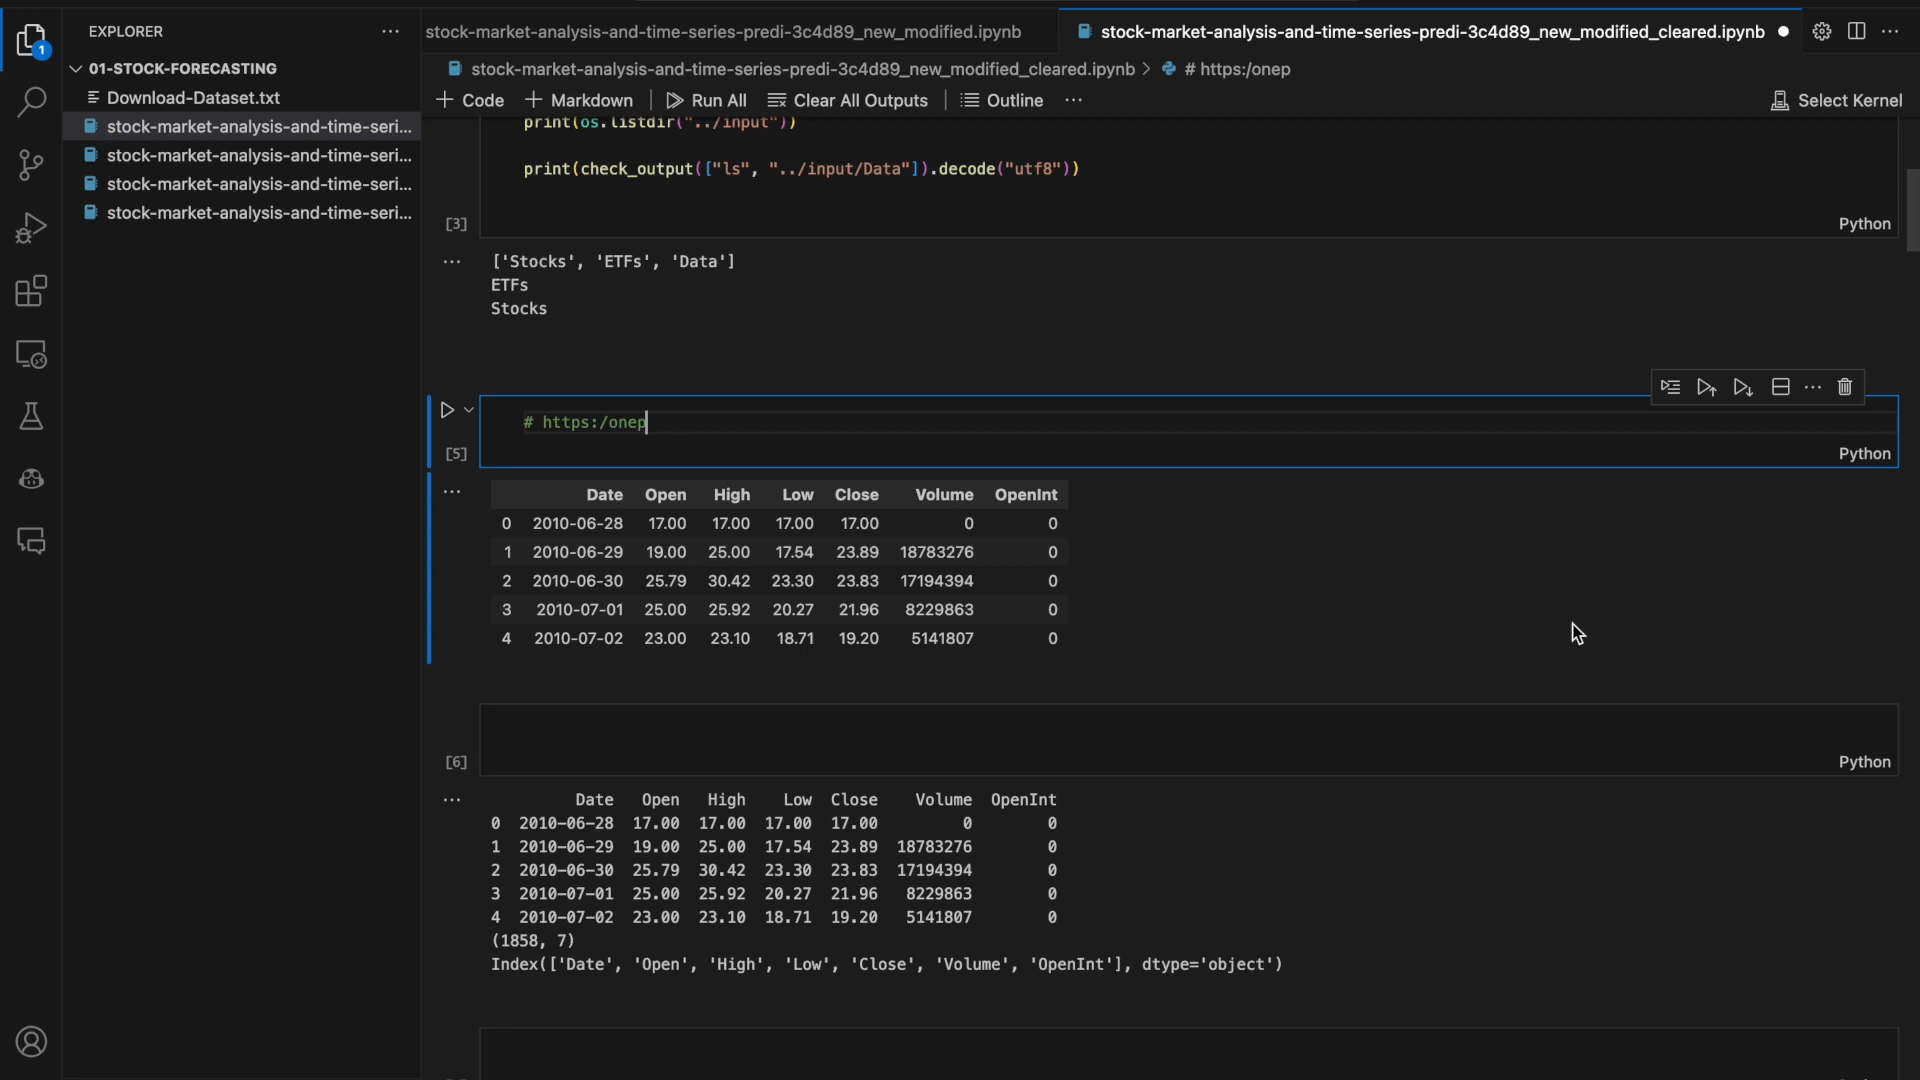 EXPLORER
stock-market-analysis-and-time-series-predi-3c4d89_new_modified.ipynb
stock-market-analysis-and-time-series-predi-3c4d89_new_modified_cleared.ipynb
1
01-STOCK-FORECASTING
stock-market-analysis-and-time-series-predi-3c4d89_new_modified_cleared.ipynb > # https:/onep
Download-Dataset.txt
Code Markdown Run All Clear All Outputs Outline ... Select Kernel
stock-market-analysis-and-time-seri...
stock-market-analysis-and-time-seri...
stock-market-analysis-and-time-seri...
stock-market-analysis-and-time-seri...
print(os.listdir("../input"))
print(check_output(["ls", "../input/Data"]).decode("utf8"))
[3] Python
['Stocks', 'ETFs', 'Data']
ETFs
Stocks
# https:/onep
[5] Python
Date Open High Low Close Volume OpenInt
0 2010-06-28 17.00 17.00 17.00 17.00 0 0
1 2010-06-29 19.00 25.00 17.54 23.89 18783276 0
2 2010-06-30 25.79 30.42 23.30 23.83 17194394 0
3 2010-07-01 25.00 25.92 20.27 21.96 8229863 0
4 2010-07-02 23.00 23.10 18.71 19.20 5141807 0
[6] Python
Date Open High Low Close Volume OpenInt
0 2010-06-28 17.00 17.00 17.00 17.00 0 0
1 2010-06-29 19.00 25.00 17.54 23.89 18783276 0
2 2010-06-30 25.79 30.42 23.30 23.83 17194394 0
3 2010-07-01 25.00 25.92 20.27 21.96 8229863 0
4 2010-07-02 23.00 23.10 18.71 19.20 5141807 0
(1858, 7)
Index(['Date', 'Open', 'High', 'Low', 'Close', 'Volume', 'OpenInt'], dtype='object')